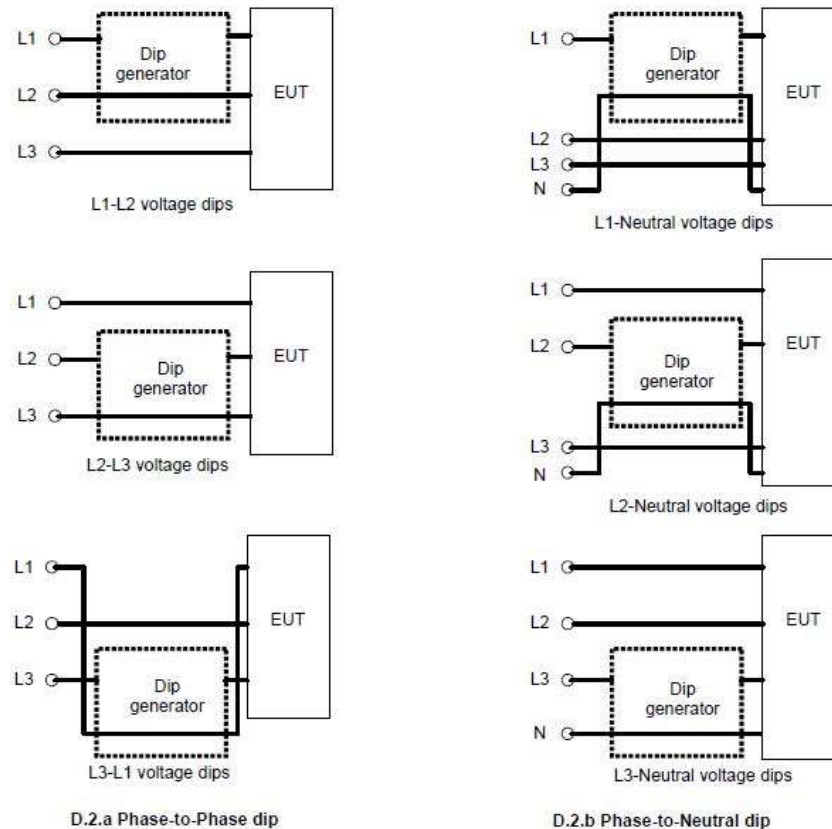 L1
Dip
generator
L2
EUT
L3
L1-L2 voltage dips
L1
L2
Dip
generator
EUT
L3
L2-L3 voltage dips
L1
L2
EUT
L3
Dip
generator
L3-L1 voltage dips
D.2.a Phase-to-Phase dip
L1
Dip
generator
EUT
L2
L3
N
L1-Neutral voltage dips
L1
L2
Dip
generator
EUT
L3
N
L2-Neutral voltage dips
L1
L2
EUT
L3
Dip
generator
N
L3-Neutral voltage dips
D.2.b Phase-to-Neutral dip